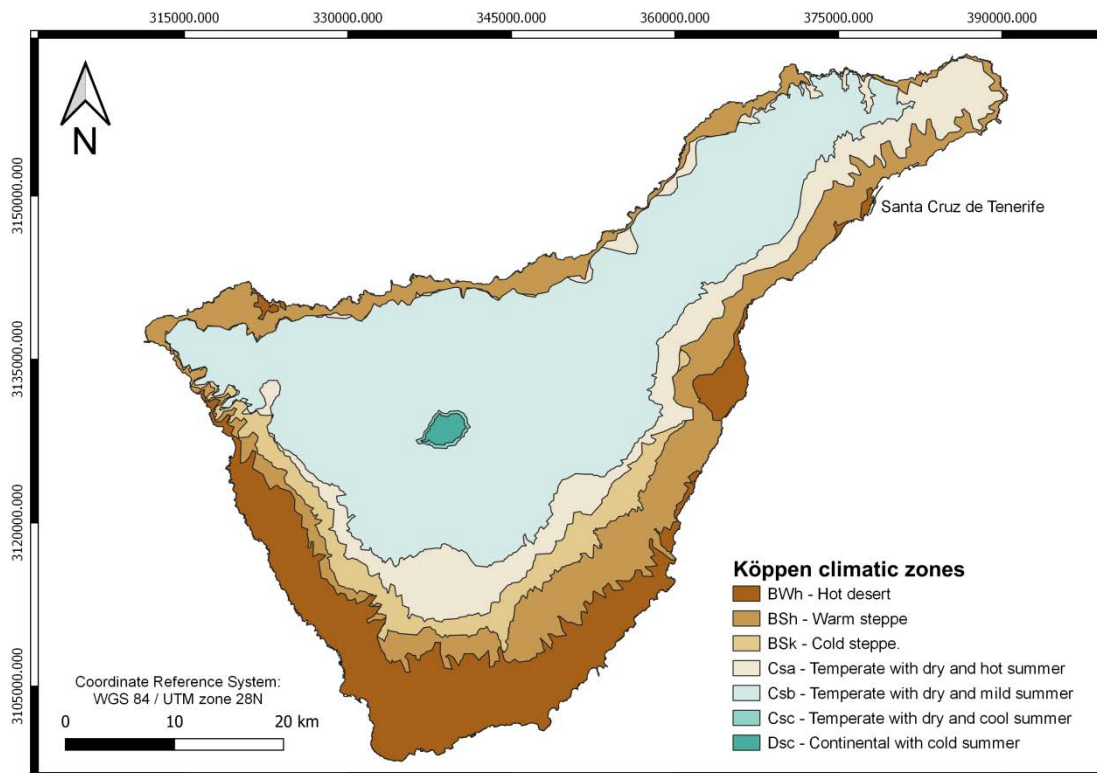 315000.000 330000.000 345000.000 360000.000 375000.000 390000.000
N
3150000.000
3135000.000
3120000.000
3105000.000
Santa Cruz de Tenerife
Köppen climatic zones
BWh - Hot desert
BSh - Warm steppe
BSk - Cold steppe.
Csa - Temperate with dry and hot summer
Csb - Temperate with dry and mild summer
Csc - Temperate with dry and cool summer
Dsc - Continental with cold summer
Coordinate Reference System:
WGS 84 / UTM zone 28N
0 10 20 km